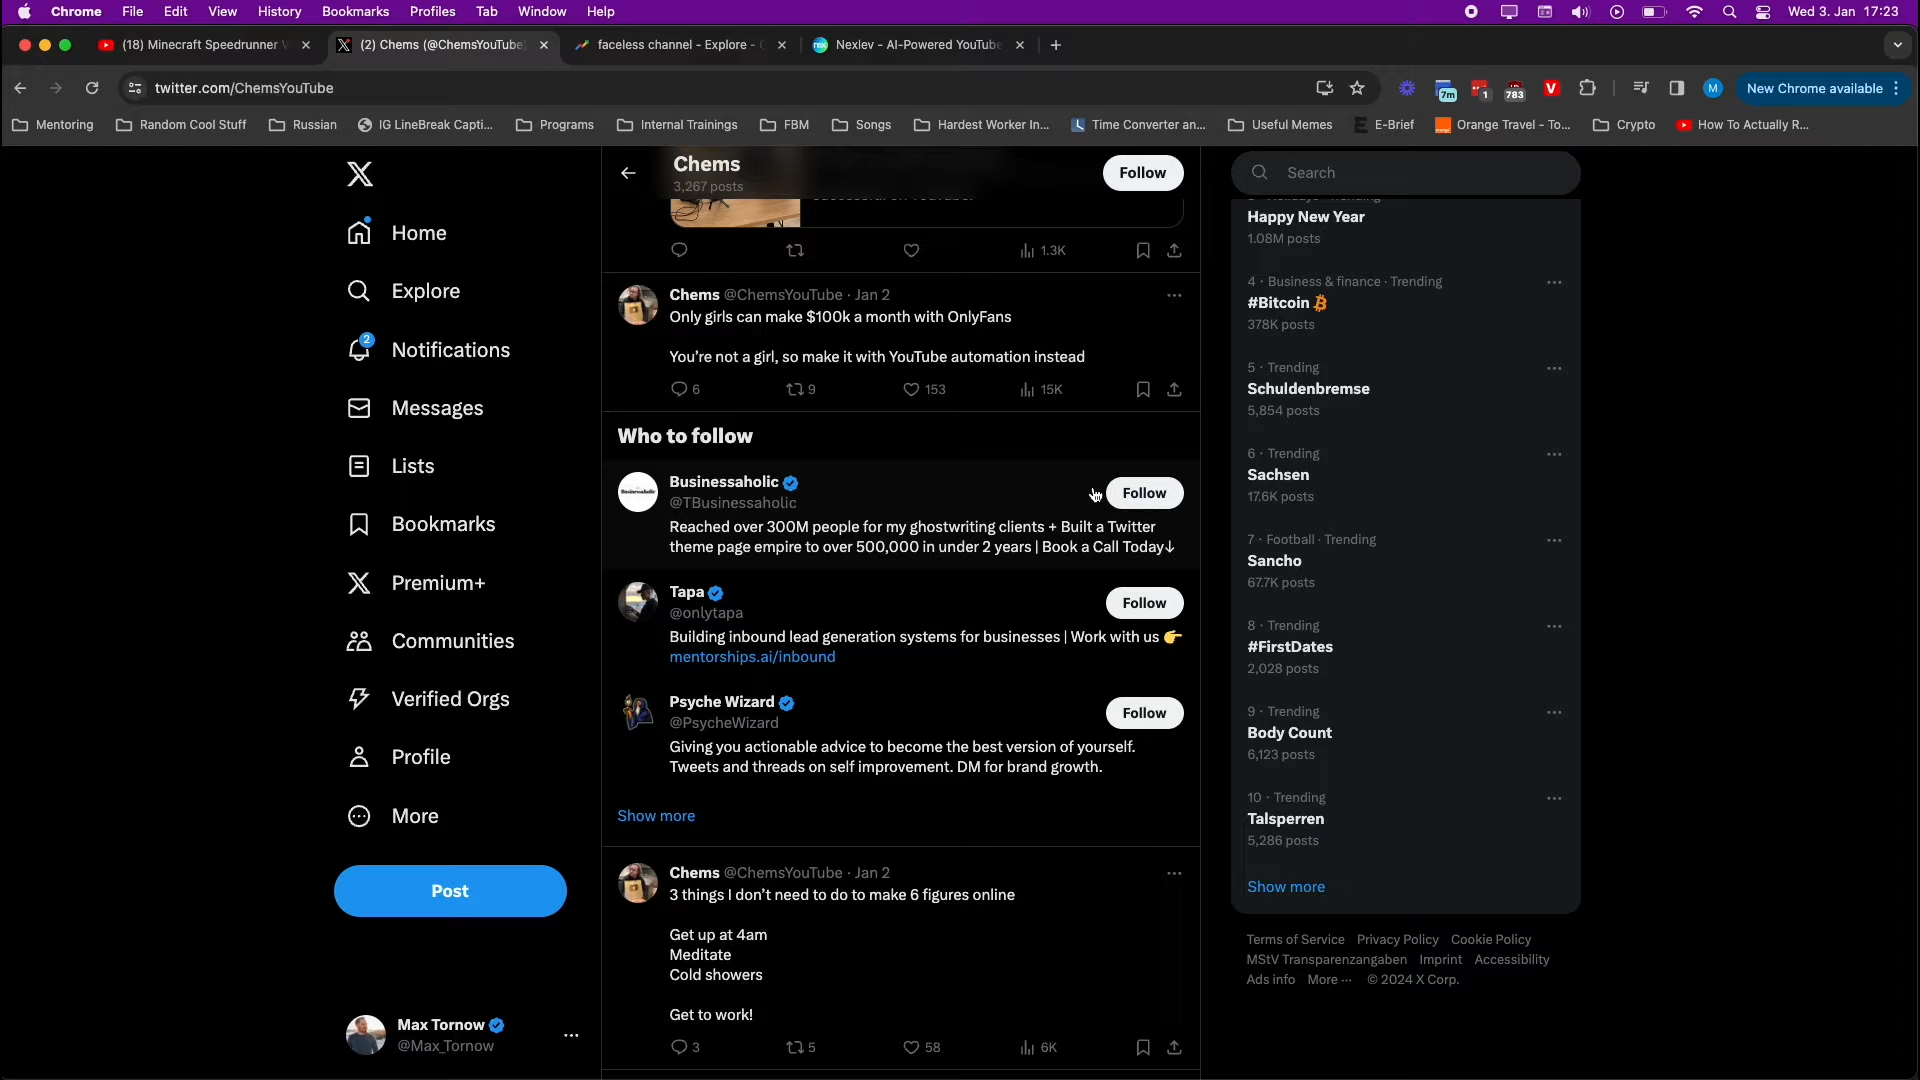 Chrome File Edit View History Bookmarks Profiles Tab Window Help Wed 3. Jan 17:23
(18) Minecraft Speedrunner V
(2) Chems (@ChemsYouTube
faceless channel - Explore -
Nexlev - AI-Powered YouTube
twitter.com/ChemsYouTube
7m 1 783 V M New Chrome available
Mentoring Random Cool Stuff Russian IG LineBreak Capti... Programs Internal Trainings FBM Songs Hardest Worker In... Time Converter an... Useful Memes E-Brief Orange Travel - To... Crypto How To Actually R...
Home
Explore
2
Notifications
Messages
Lists
Bookmarks
Premium+
Communities
Verified Orgs
Profile
More
Post
Max Tornow
@Max_Tornow
Chems
3,267 posts
Follow
1.3K
Chems @ChemsYouTube · Jan 2
Only girls can make $100k a month with OnlyFans
You're not a girl, so make it with YouTube automation instead
6 9 153 15K
Who to follow
Businessaholic
@TBusinessaholic
Follow
Reached over 300M people for my ghostwriting clients + Built a Twitter
theme page empire to over 500,000 in under 2 years | Book a Call Today↓
Tapa
@onlytapa
Follow
Building inbound lead generation systems for businesses | Work with us 👉
mentorships.ai/inbound
Psyche Wizard
@PsycheWizard
Follow
Giving you actionable advice to become the best version of yourself.
Tweets and threads on self improvement. DM for brand growth.
Show more
Chems @ChemsYouTube · Jan 2
3 things I don't need to do to make 6 figures online
Get up at 4am
Meditate
Cold showers
Get to work!
3 5 58 6K
Search
Happy New Year
1.08M posts
4 · Business & finance · Trending
#Bitcoin
378K posts
5 · Trending
Schuldenbremse
5,854 posts
6 · Trending
Sachsen
17.6K posts
7 · Football · Trending
Sancho
67.7K posts
8 · Trending
#FirstDates
2,028 posts
9 · Trending
Body Count
6,123 posts
10 · Trending
Talsperren
5,286 posts
Show more
Terms of Service Privacy Policy Cookie Policy
MStV Transparenzangaben Imprint Accessibility
Ads info More ··· © 2024 X Corp.